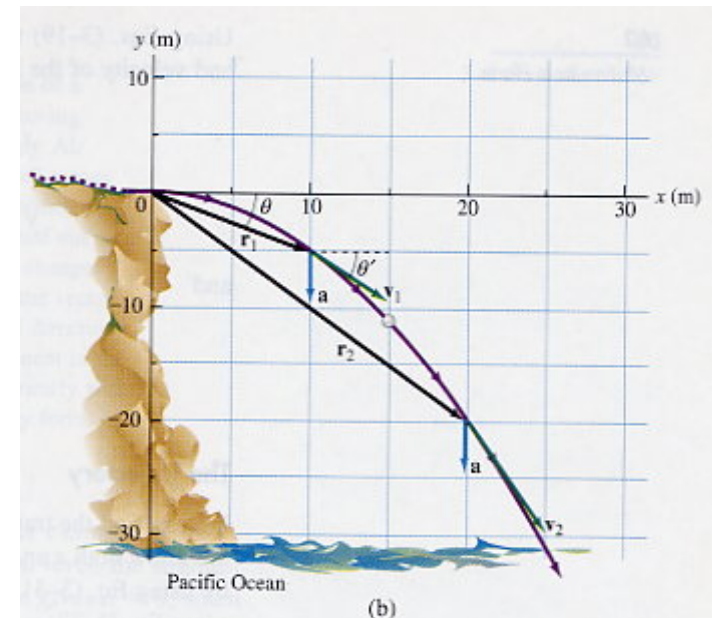 y (m)
10
0
10
20
30
x (m)
θ
r₁
θ′
v₁
a
-10
r₂
-20
a
v₂
-30
Pacific Ocean
(b)